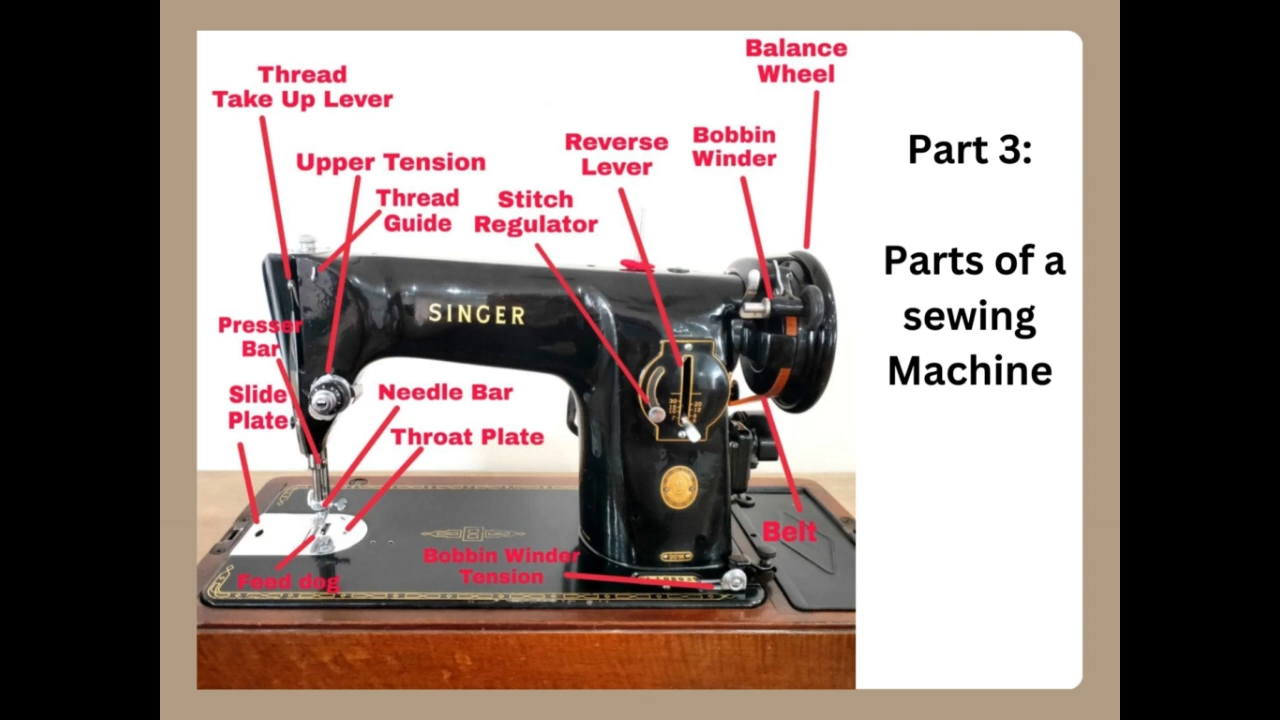 Balance
Wheel
Thread
Take Up Lever
Reverse
Lever
Bobbin
Winder
Upper Tension
Thread
Guide
Stitch
Regulator
SINGER
Presser
Bar
Slide
Plate
Needle Bar
Throat Plate
Belt
Bobbin Winder
Tension
Feed dog
Part 3:
Parts of a
sewing
Machine